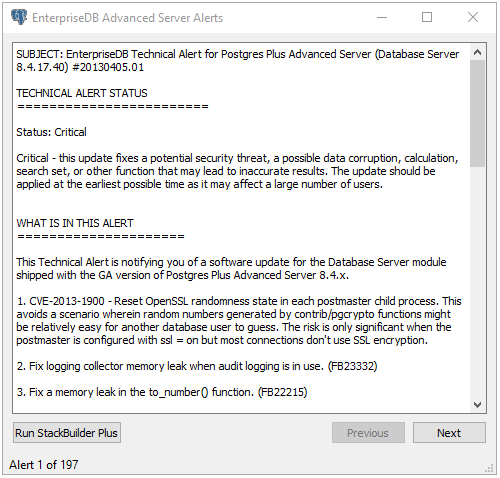 EnterpriseDB Advanced Server Alerts
SUBJECT: EnterpriseDB Technical Alert for Postgres Plus Advanced Server (Database Server
8.4.17.40) #20130405.01
TECHNICAL ALERT STATUS
========================
Status: Critical
Critical - this update fixes a potential security threat, a possible data corruption, calculation,
search set, or other function that may lead to inaccurate results. The update should be
applied at the earliest possible time as it may affect a large number of users.
WHAT IS IN THIS ALERT
=====================
This Technical Alert is notifying you of a software update for the Database Server module
shipped with the GA version of Postgres Plus Advanced Server 8.4.x.
1. CVE-2013-1900 - Reset OpenSSL randomness state in each postmaster child process. This
avoids a scenario wherein random numbers generated by contrib/pgcrypto functions might
be relatively easy for another database user to guess. The risk is only significant when the
postmaster is configured with ssl = on but most connections don't use SSL encryption.
2. Fix logging collector memory leak when audit logging is in use. (FB23332)
3. Fix a memory leak in the to_number() function. (FB22215)
Run StackBuilder Plus
Previous
Next
Alert 1 of 197